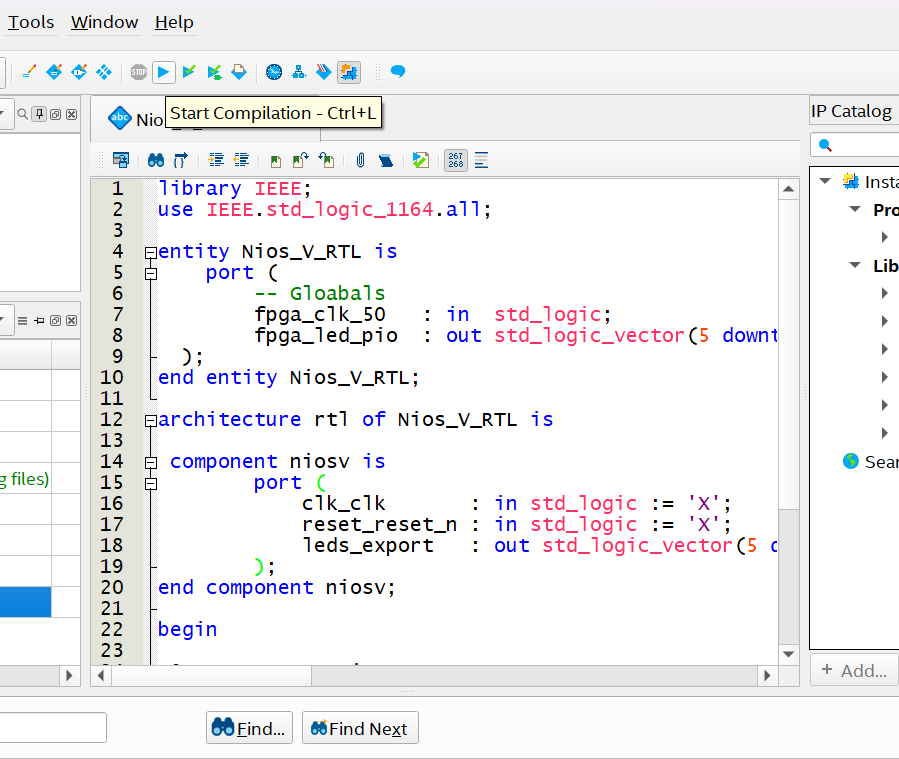 Tools Window Help
STOP
abc Nio
Start Compilation - Ctrl+L
IP Catalog
267
268
Insta
Pro
Lib
Sear
1 library IEEE;
2 use IEEE.std_logic_1164.all;
3
4 entity Nios_V_RTL is
5 port (
6 -- Gloabals
7 fpga_clk_50 : in std_logic;
8 fpga_led_pio : out std_logic_vector(5 downt
9 );
10 end entity Nios_V_RTL;
11
12 architecture rtl of Nios_V_RTL is
13
14 component niosv is
15 port (
16 clk_clk : in std_logic := 'X';
17 reset_reset_n : in std_logic := 'X';
18 leds_export : out std_logic_vector(5 d
19 );
20 end component niosv;
21
22 begin
23
g files)
+ Add...
Find... Find Next